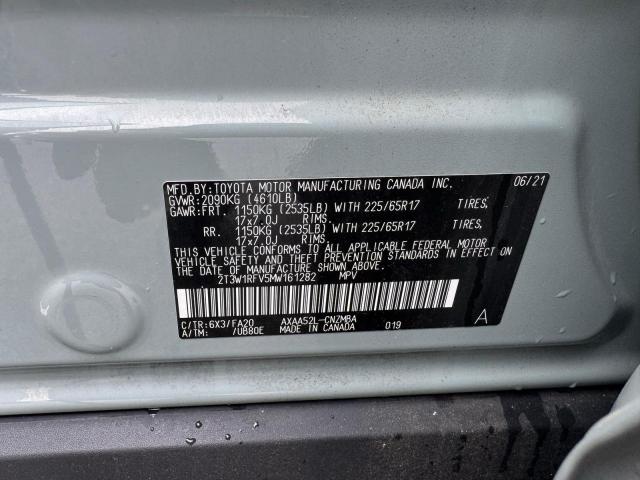 MFD.BY:TOYOTA MOTOR MANUFACTURING CANADA INC. 06/21
GVWR:2090KG (4610LB)
GAWR:FRT. 1150KG (2535LB) WITH 225/65R17 TIRES,
17x7.0J RIMS.
RR. 1150KG (2535LB) WITH 225/65R17 TIRES,
17x7.0J RIMS.
THIS VEHICLE CONFORMS TO ALL APPLICABLE FEDERAL MOTOR
VEHICLE SAFETY AND THEFT PREVENTION STANDARDS IN EFFECT
ON THE DATE OF MANUFACTURE SHOWN ABOVE.
2T3W1RFV5MW161282 MPV
C/TR:6X3/FA20 AXAA52L-CNZMBA
A/TM: /UB80E MADE IN CANADA 019 A